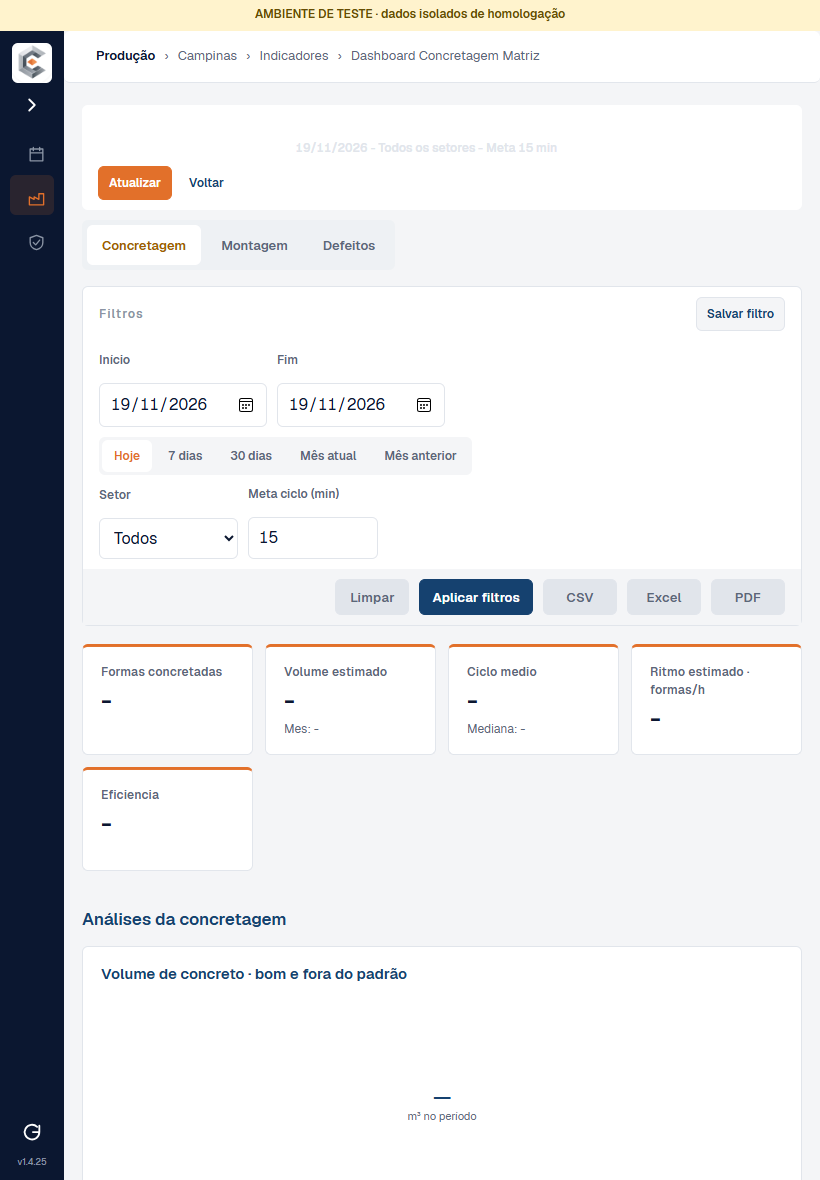 AMBIENTE DE TESTE · dados isolados de homologação
Produção › Campinas › Indicadores › Dashboard Concretagem Matriz
19/11/2026 - Todos os setores - Meta 15 min
Atualizar Voltar
Concretagem Montagem Defeitos
Filtros Salvar filtro
Início Fim
19/11/2026 19/11/2026
Hoje 7 dias 30 dias Mês atual Mês anterior
Setor Meta ciclo (min)
Todos 15
Limpar Aplicar filtros CSV Excel PDF
Formas concretadas Volume estimado Ciclo medio Ritmo estimado ·
formas/h
– – – –
Mes: - Mediana: -
Eficiencia
–
Análises da concretagem
Volume de concreto · bom e fora do padrão
—
m³ no período
v1.4.25